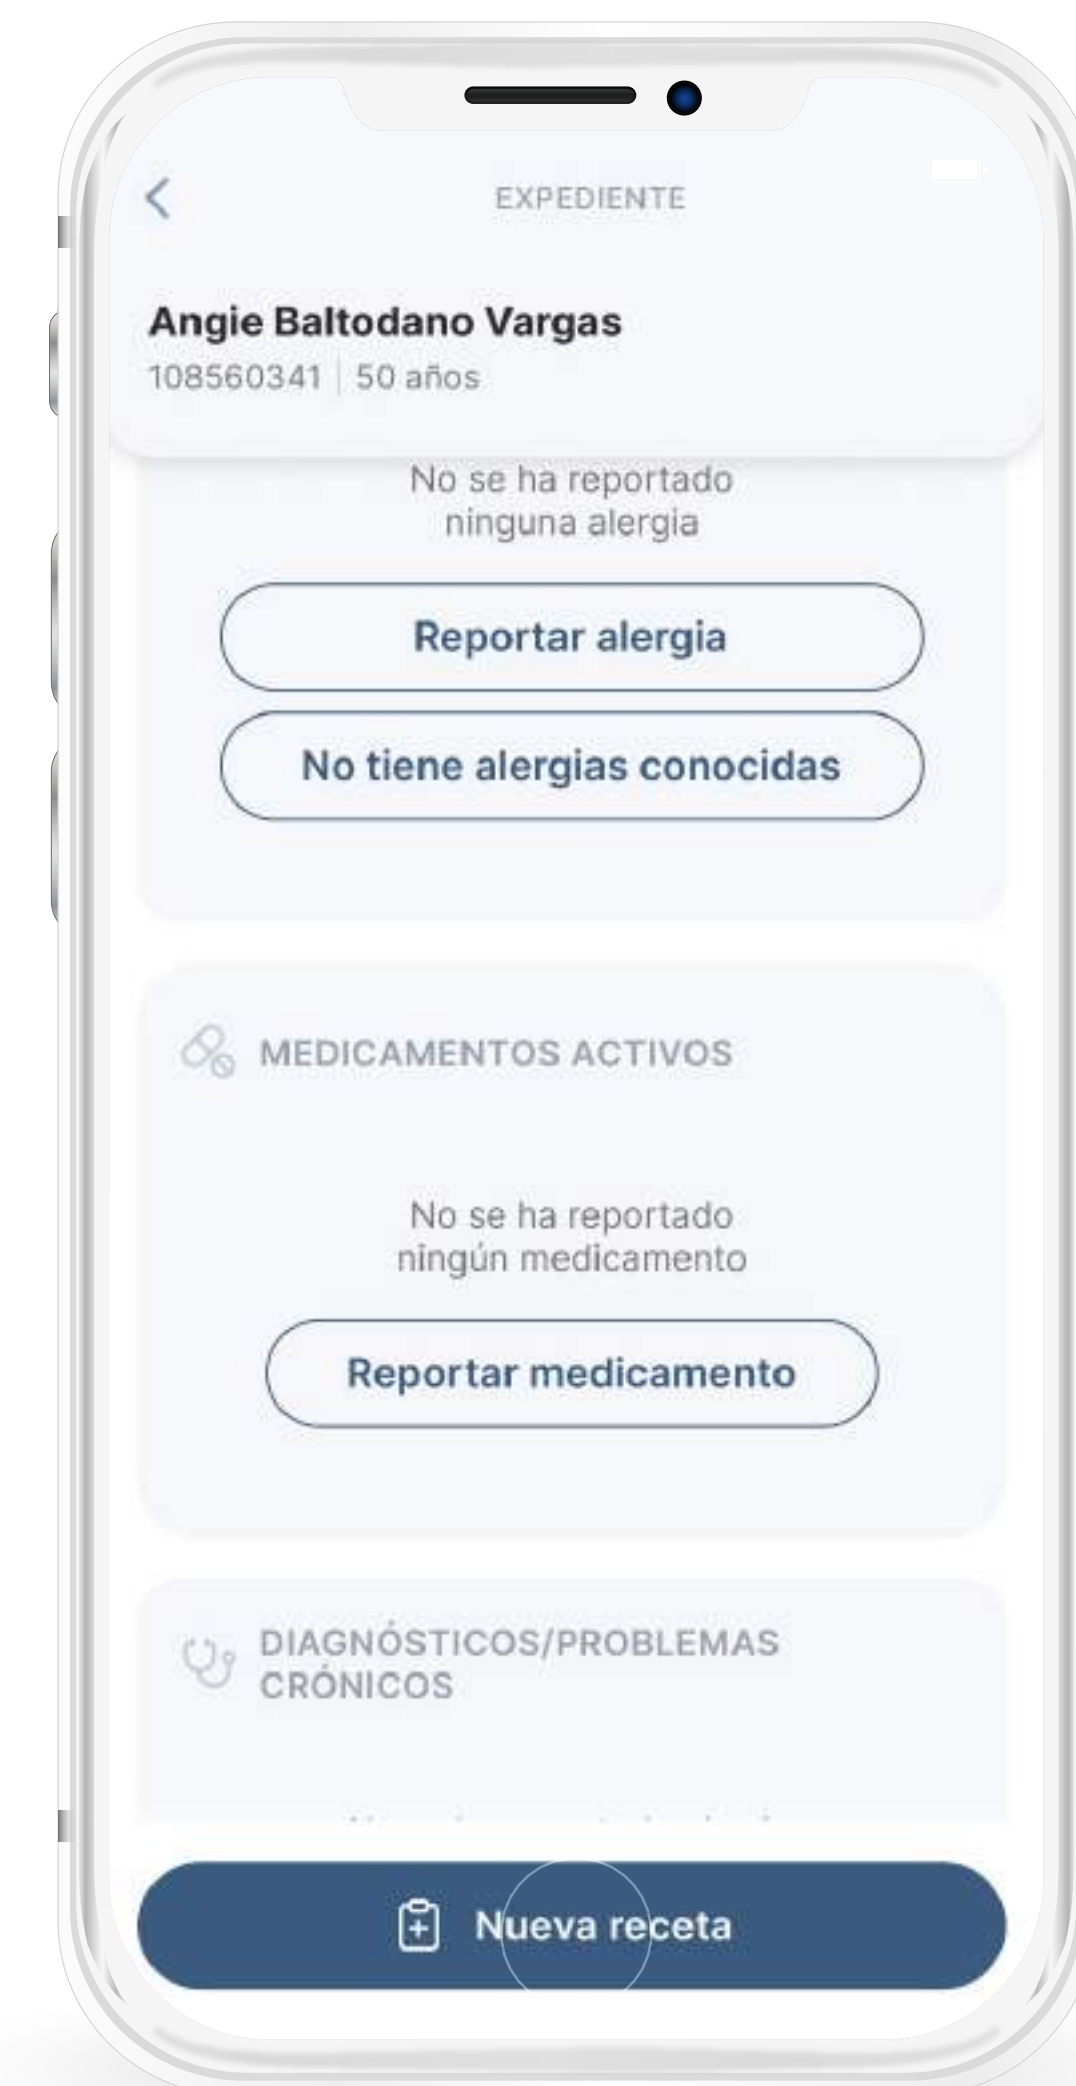 EXPEDIENTE
Angie Baltodano Vargas
108560341 | 50 años
No se ha reportado
ninguna alergia
Reportar alergia
No tiene alergias conocidas
MEDICAMENTOS ACTIVOS
No se ha reportado
ningún medicamento
Reportar medicamento
DIAGNÓSTICOS/PROBLEMAS
CRÓNICOS
Nueva receta